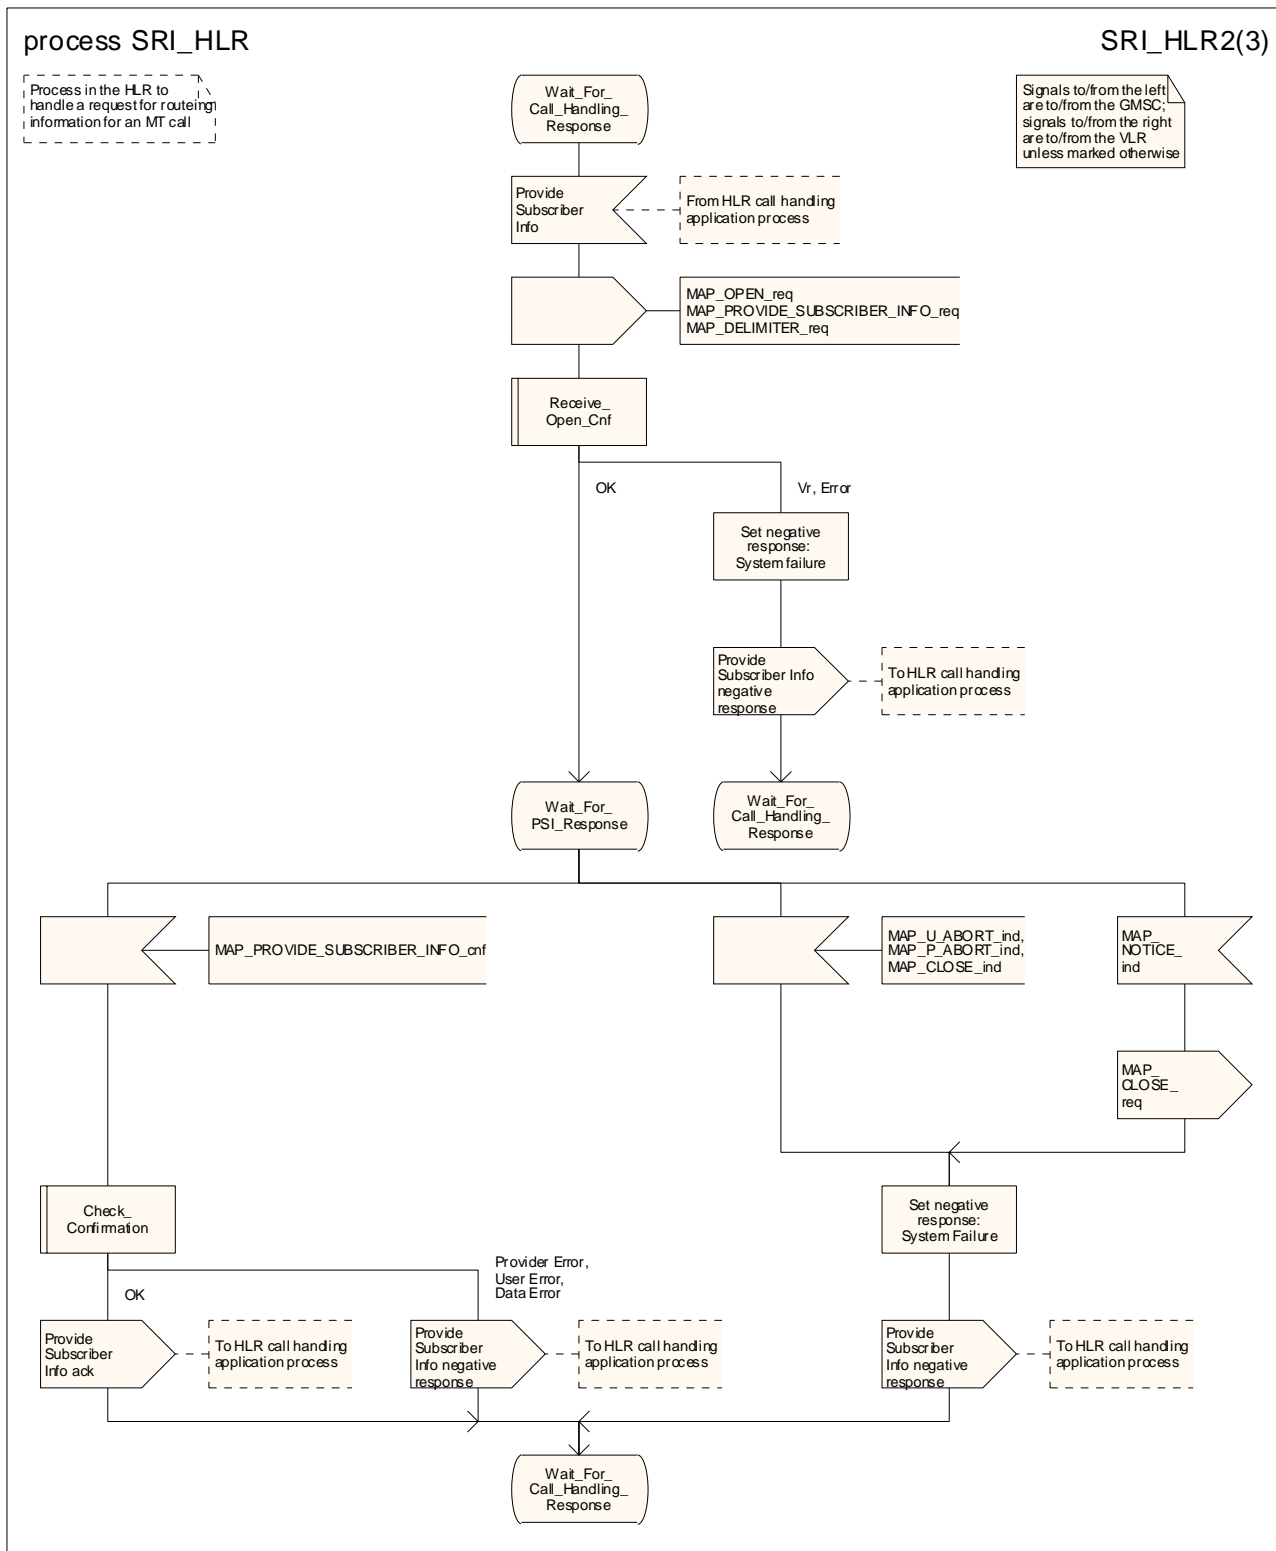 process SRI_HLR
SRI_HLR2(3)
Process in the HLR to
handle a request for routeing
information for an MT call
Wait_For_
Call_Handling_
Response
Signals to/from the left
are to/from the GMSC;
signals to/from the right
are to/from the VLR
unless marked otherwise
Provide
Subscriber
Info
From HLR call handling
application process
MAP_OPEN_req
MAP_PROVIDE_SUBSCRIBER_INFO_req
MAP_DELIMITER_req
Receive_
Open_Cnf
OK
Vr, Error
Set negative
response:
System failure
Provide
Subscriber Info
negative
response
To HLR call handling
application process
Wait_For_
PSI_Response
Wait_For_
Call_Handling_
Response
MAP_PROVIDE_SUBSCRIBER_INFO_cnf
MAP_U_ABORT_ind,
MAP_P_ABORT_ind,
MAP_CLOSE_ind
MAP_
NOTICE_
ind
MAP_
CLOSE_
req
Check_
Confirmation
Set negative
response:
System Failure
OK
Provider Error,
User Error,
Data Error
Provide
Subscriber
Info ack
To HLR call handling
application process
Provide
Subscriber
Info negative
response
To HLR call handling
application process
Provide
Subscriber
Info negative
response
To HLR call handling
application process
Wait_For_
Call_Handling_
Response